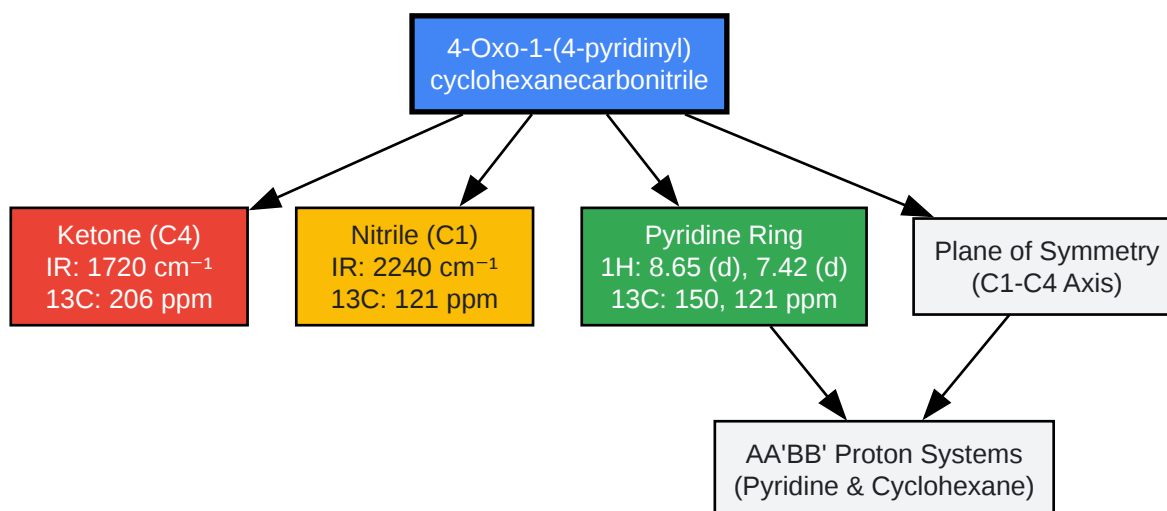 4-Oxo-1-(4-pyridinyl)
cyclohexanecarbonitrile
Ketone (C4)
IR: 1720 cm⁻¹
13C: 206 ppm
Nitrile (C1)
IR: 2240 cm⁻¹
13C: 121 ppm
Pyridine Ring
1H: 8.65 (d), 7.42 (d)
13C: 150, 121 ppm
Plane of Symmetry
(C1-C4 Axis)
AA'BB' Proton Systems
(Pyridine & Cyclohexane)